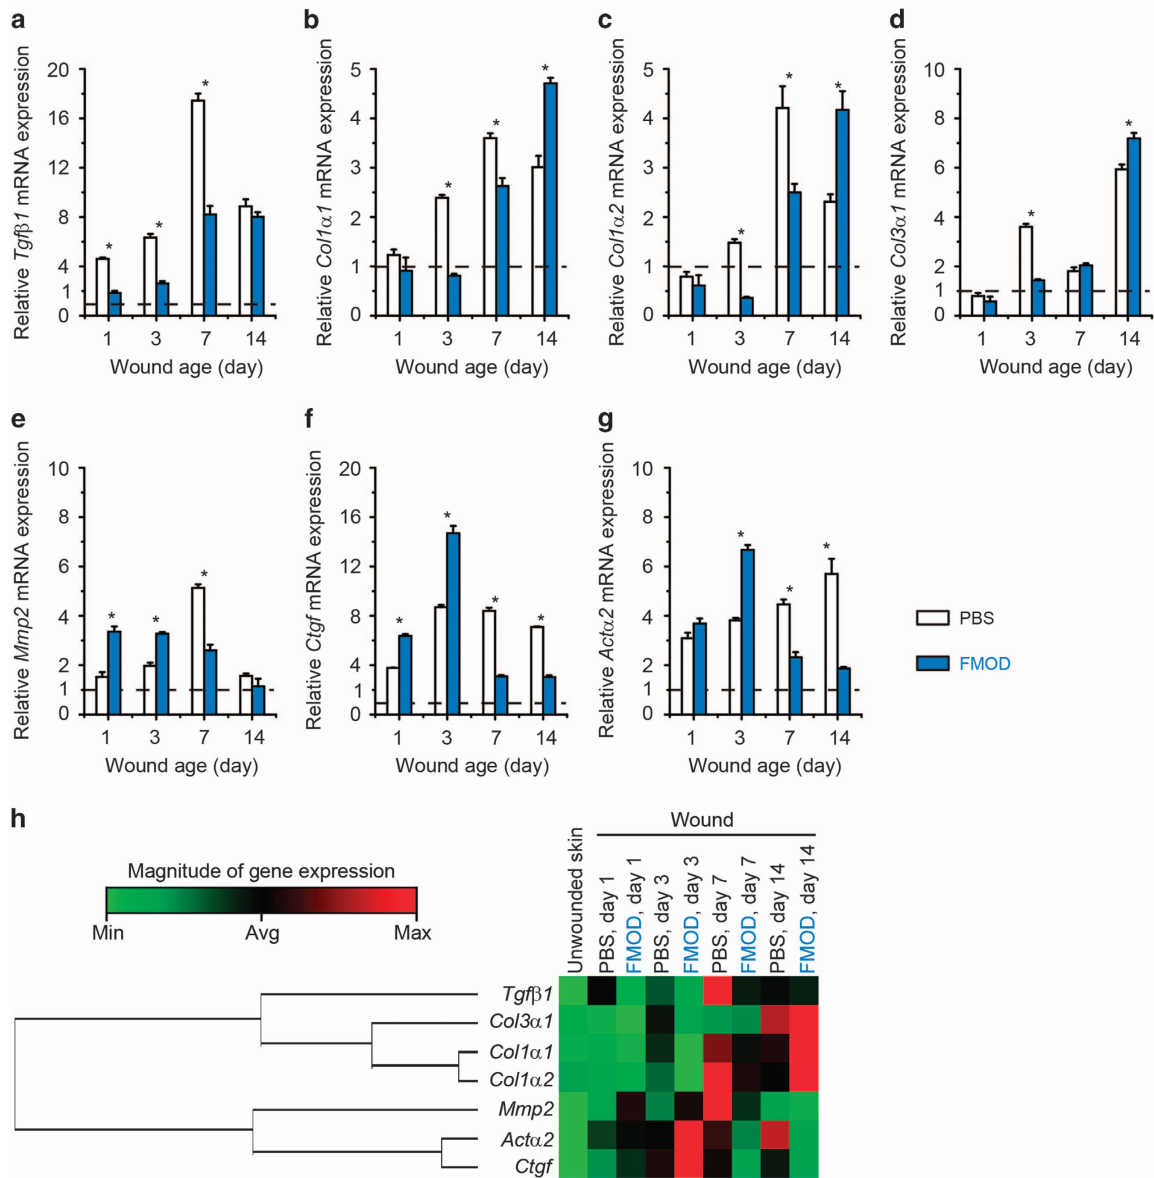 a
Relative Tgfβ1 mRNA expression
20
16
12
8
4
1
0
*
*
*
1 3 7 14
Wound age (day)
b
Relative Col1α1 mRNA expression
5
4
3
2
1
0
*
*
*
1 3 7 14
Wound age (day)
c
Relative Col1α2 mRNA expression
5
4
3
2
1
0
*
*
*
1 3 7 14
Wound age (day)
d
Relative Col3α1 mRNA expression
10
8
6
4
2
1
0
*
*
1 3 7 14
Wound age (day)
e
Relative Mmp2 mRNA expression
10
8
6
4
2
1
0
*
*
*
1 3 7 14
Wound age (day)
f
Relative Ctgf mRNA expression
20
16
12
8
4
1
0
*
*
*
*
1 3 7 14
Wound age (day)
g
Relative Actα2 mRNA expression
10
8
6
4
2
1
0
*
*
*
1 3 7 14
Wound age (day)
PBS
FMOD
h
Magnitude of gene expression
Min Avg Max
Wound
Unwounded skin
PBS, day 1
FMOD, day 1
PBS, day 3
FMOD, day 3
PBS, day 7
FMOD, day 7
PBS, day 14
FMOD, day 14
Tgfβ1
Col3α1
Col1α1
Col1α2
Mmp2
Actα2
Ctgf